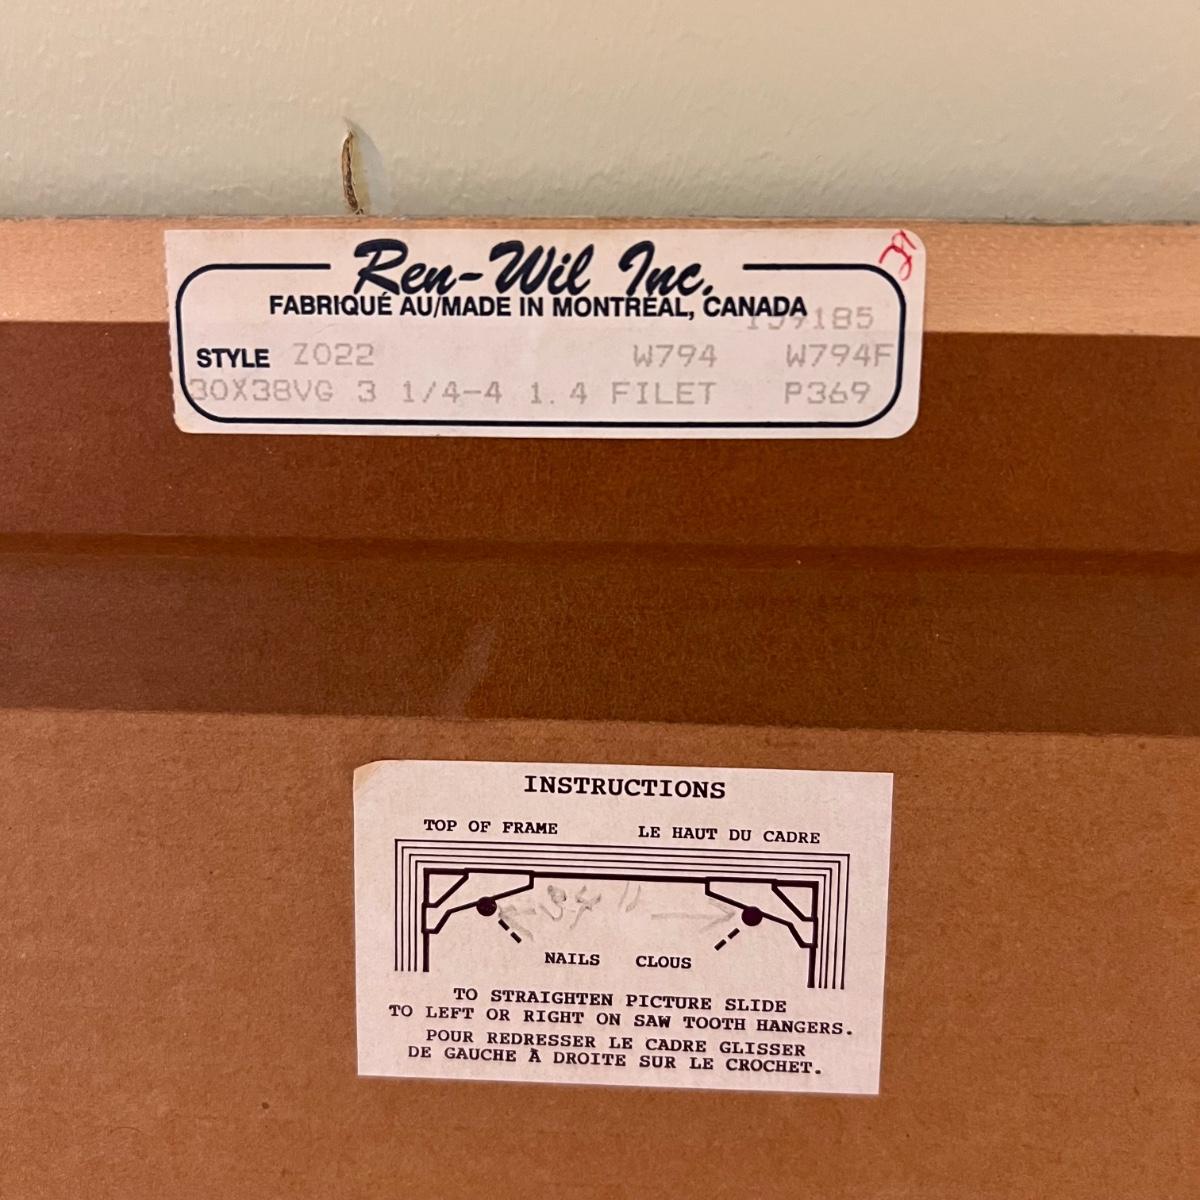 Ren-Wil Inc.
FABRIQUÉ AU/MADE IN MONTRÉAL, CANADA
STYLE Z022 W794 W794F
30X38VG 3 1/4-4 1.4 FILET P369
INSTRUCTIONS
TOP OF FRAME LE HAUT DU CADRE
NAILS CLOUS
TO STRAIGHTEN PICTURE SLIDE
TO LEFT OR RIGHT ON SAW TOOTH HANGERS.
POUR REDRESSER LE CADRE GLISSER
DE GAUCHE À DROITE SUR LE CROCHET.